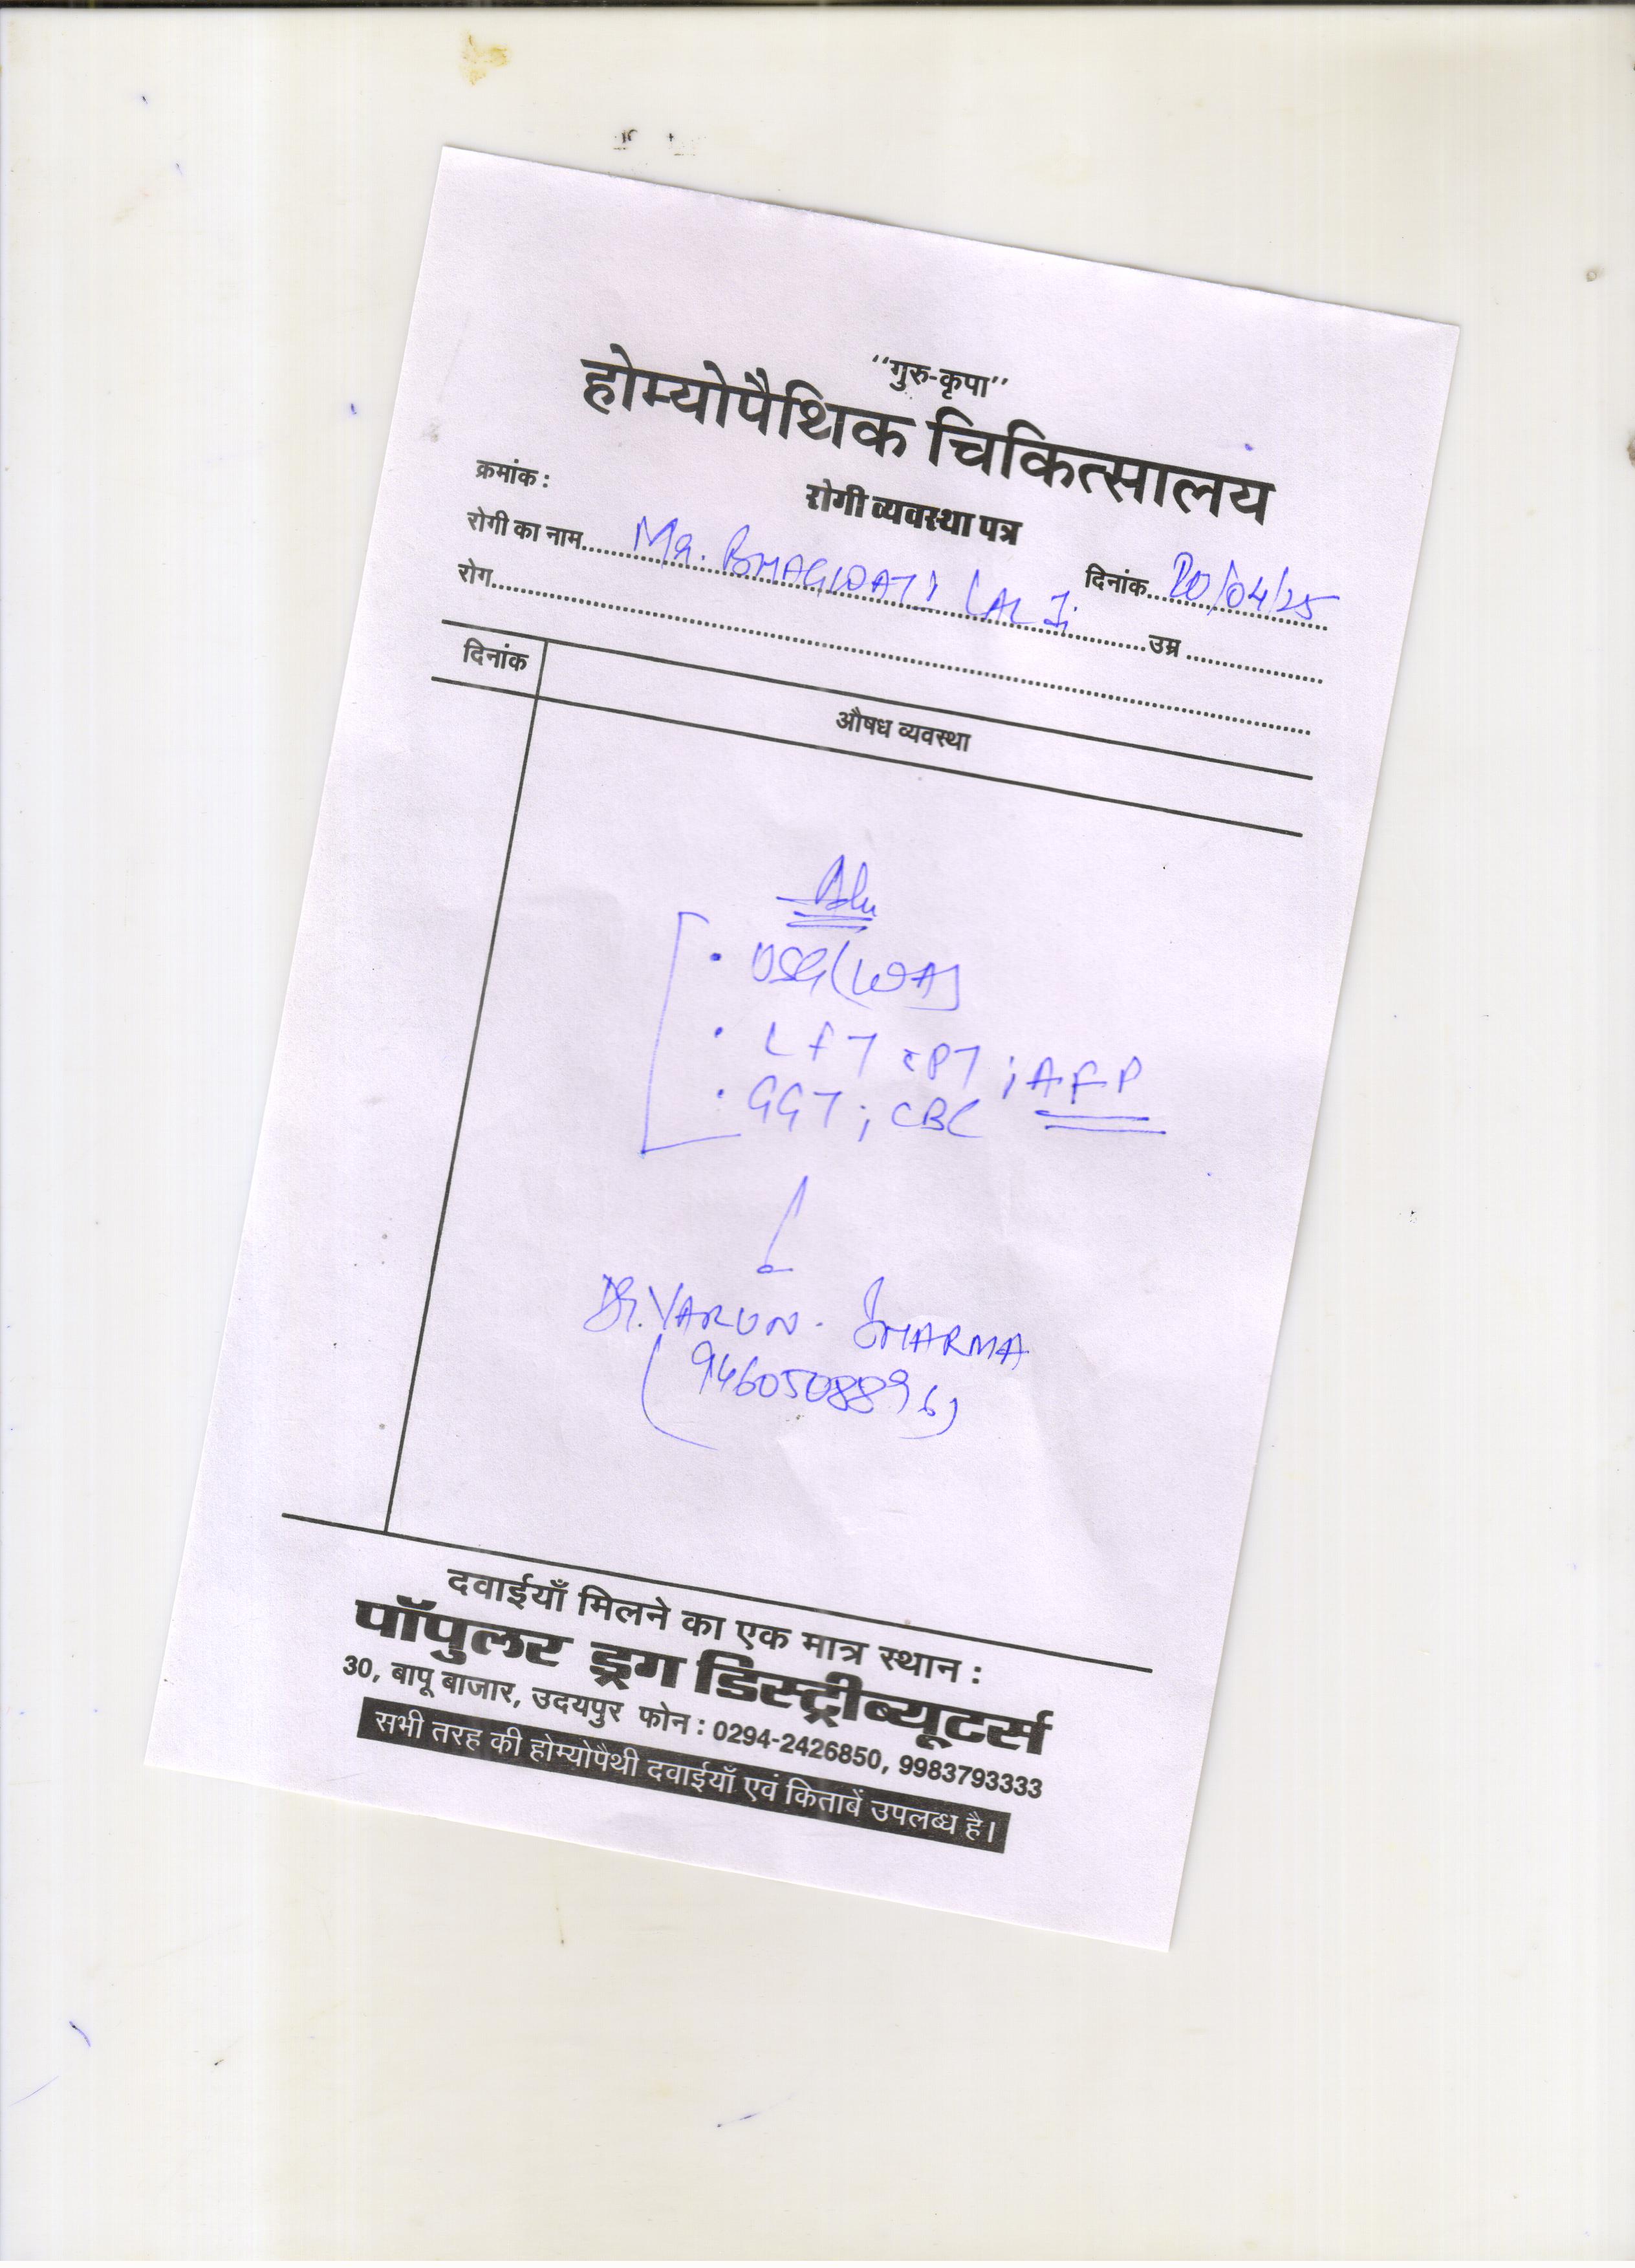 ‘‘गुरु-कृपा’’
होम्योपैथिक चिकित्सालय
रोगी व्यवस्था पत्र
क्रमांक :
दिनांक 20/04/25
रोगी का नाम Mr. BHAGWATI LAL J. उम्र
रोग
दिनांक औषध व्यवस्था
Adv
• USG (WA)
• LFT cPT ; AFP
• GGT ; CBC
Dr. VARUN. SHARMA
(9460508896)
दवाईयाँ मिलने का एक मात्र स्थान :
पॉपुलर ड्रग डिस्ट्रीब्यूटर्स
30, बापू बाजार, उदयपुर फोन : 0294-2426850, 9983793333
सभी तरह की होम्योपैथी दवाईयाँ एवं किताबें उपलब्ध है।